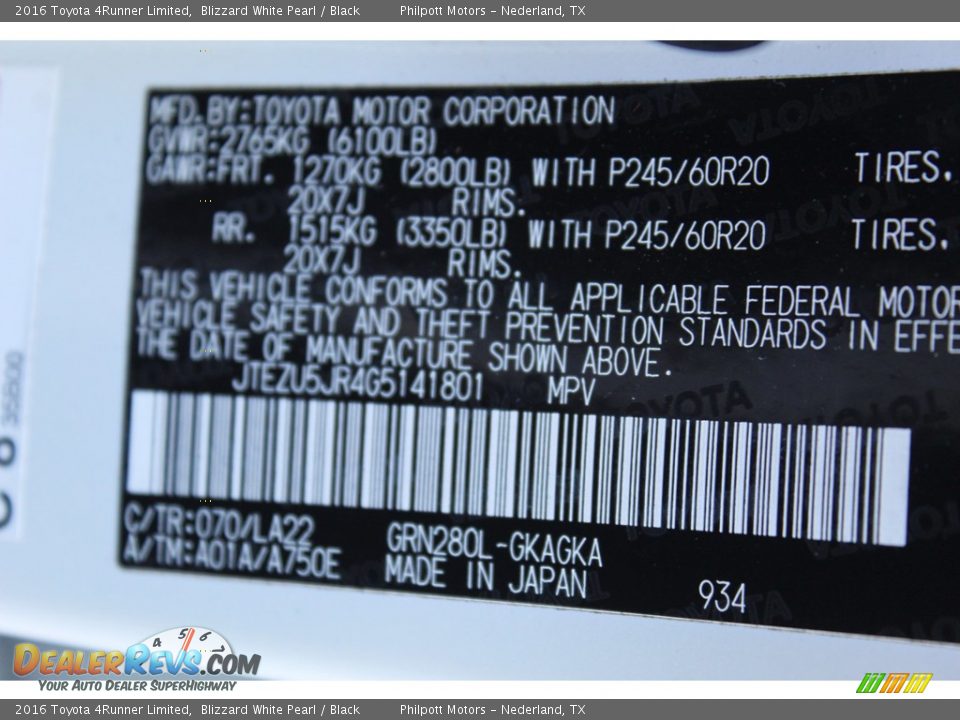 2016 Toyota 4Runner Limited, Blizzard White Pearl / Black Philpott Motors - Nederland, TX
MFD.BY:TOYOTA MOTOR CORPORATION
GVWR:2765KG (6100LB)
GAWR:FRT. 1270KG (2800LB) WITH P245/60R20 TIRES.
20X7J RIMS.
RR. 1515KG (3350LB) WITH P245/60R20 TIRES.
20X7J RIMS.
THIS VEHICLE CONFORMS TO ALL APPLICABLE FEDERAL MOTOR
VEHICLE SAFETY AND THEFT PREVENTION STANDARDS IN EFFE
THE DATE OF MANUFACTURE SHOWN ABOVE.
JTEZU5JR4G5141801 MPV
C/TR:070/LA22 GRN280L-GKAGKA
A/TM:A01A/A750E MADE IN JAPAN
934
DEALERREVS.COM
YOUR AUTO DEALER SUPERHIGHWAY
2016 Toyota 4Runner Limited, Blizzard White Pearl / Black Philpott Motors - Nederland, TX